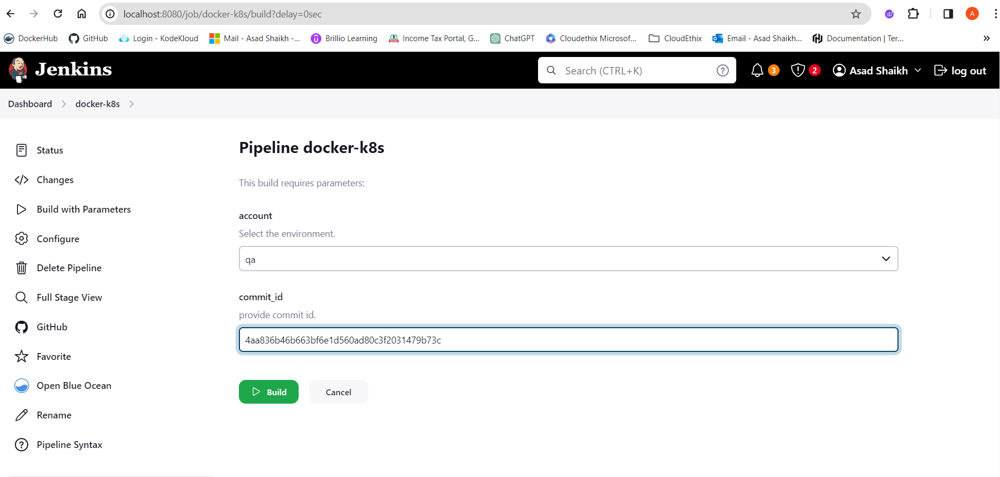 localhost:8080/job/docker-k8s/build?delay=0sec
A
DockerHub GitHub Login - KodeKloud Mail - Asad Shaikh -... Brillio Learning Income Tax Portal, G... ChatGPT Cloudethix Microsof... CloudEthix Email - Asad Shaikh... Documentation | Ter... »
Jenkins Search (CTRL+K) 3 2 Asad Shaikh log out
Dashboard docker-k8s
Status
Changes
Build with Parameters
Configure
Delete Pipeline
Full Stage View
GitHub
Favorite
Open Blue Ocean
Rename
Pipeline Syntax
Pipeline docker-k8s
This build requires parameters:
account
Select the environment.
qa
commit_id
provide commit id.
4aa836b46b663bf6e1d560ad80c3f2031479b73c
Build Cancel